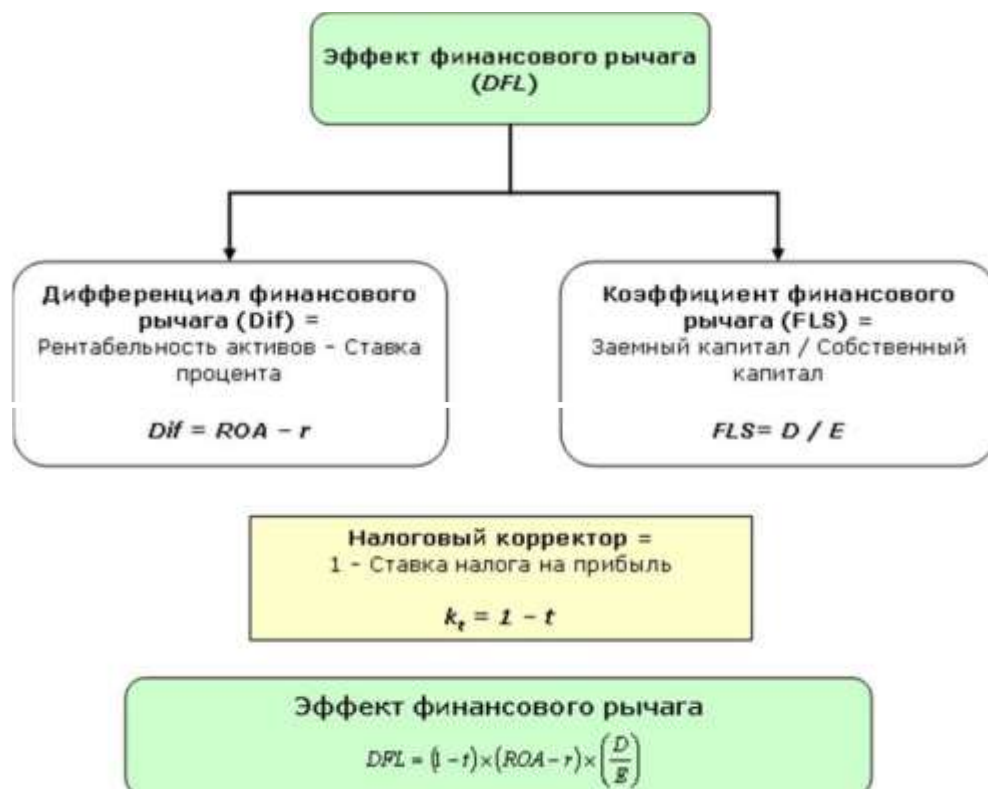 Эффект финансового рычага
(DFL)
Дифференциал финансового
рычага (Dif) =
Рентабельность активов – Ставка
процента
Dif = ROA – r
Коэффициент финансового
рычага (FLS) =
Заемный капитал / Собственный
капитал
FLS= D / E
Налоговый корректор =
1 – Ставка налога на прибыль
kₜ = 1 – t
Эффект финансового рычага
DFL = (1 – t)×(ROA – r)×(D/E)